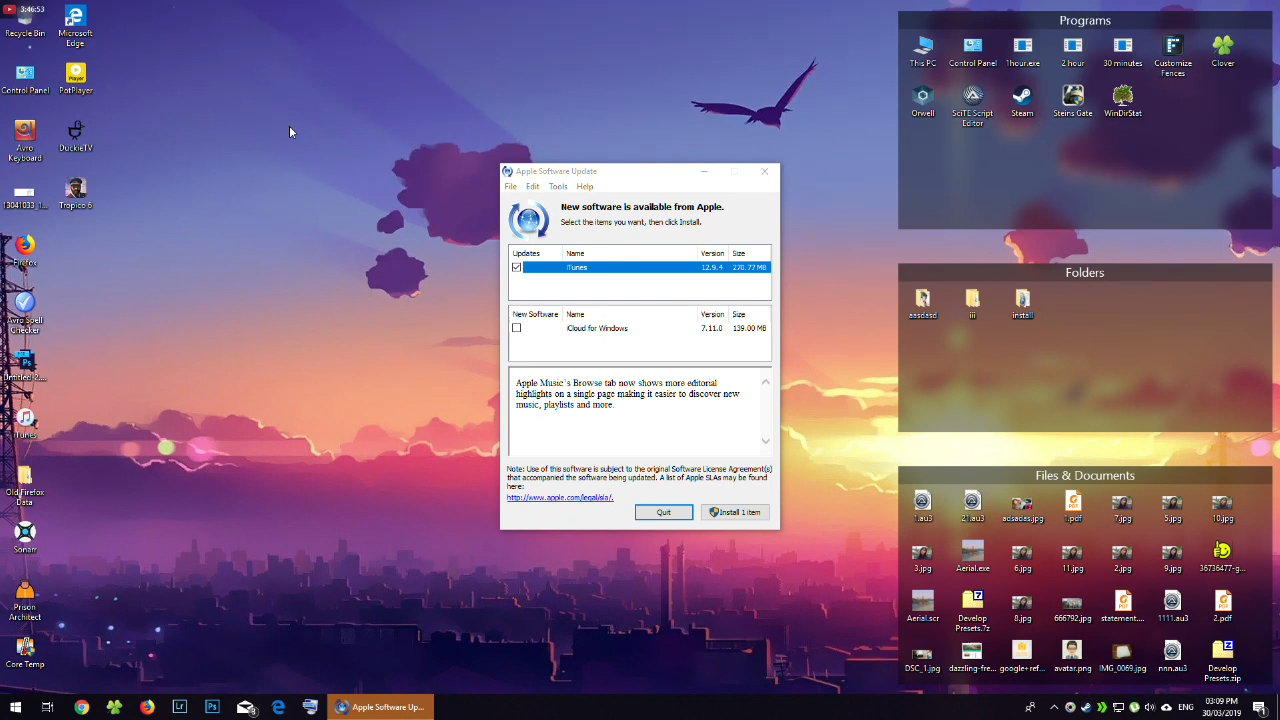 3:46:53
Recycle Bin
Microsoft
Edge
Control Panel
PotPlayer
Player
Avro
Keyboard
DuckieTV
13041033_1...
Tropico 6
Firefox
Avro Spell
Checker
Untitled-2....
iTunes
Old Firefox
Data
Sonarr
Prison
Architect
Core Temp
Apple Software Update
File Edit Tools Help
New software is available from Apple.
Select the items you want, then click Install.
Updates Name Version Size
iTunes 12.9.4 270.77 MB
New Software Name Version Size
iCloud for Windows 7.11.0 139.00 MB
Apple Music`s Browse tab now shows more editorial
highlights on a single page making it easier to discover new
music, playlists and more.
Note: Use of this software is subject to the original Software License Agreement(s)
that accompanied the software being updated. A list of Apple SLAs may be found
here:
http://www.apple.com/legal/sla/.
Quit
Install 1 item
Programs
This PC
Control Panel
1hour.exe
2 hour
30 minutes
Customize
Fences
Clover
Orwell
SciTE Script
Editor
Steam
Steins Gate
WinDirStat
Folders
aasdasd
iii
install
Files & Documents
1.au3
21.au3
adsadas.jpg
1.pdf
7.jpg
5.jpg
10.jpg
3.jpg
Aerial.exe
6.jpg
11.jpg
2.jpg
9.jpg
36736477-g...
Aerial.scr
Develop
Presets.7z
8.jpg
666792.jpg
statement....
1111.au3
2.pdf
DSC_1.jpg
dazzling-fre...
google+ref...
avatar.png
IMG_0069.jpg
nnn.au3
Develop
Presets.zip
Apple Software Up...
ENG
03:09 PM
30/03/2019